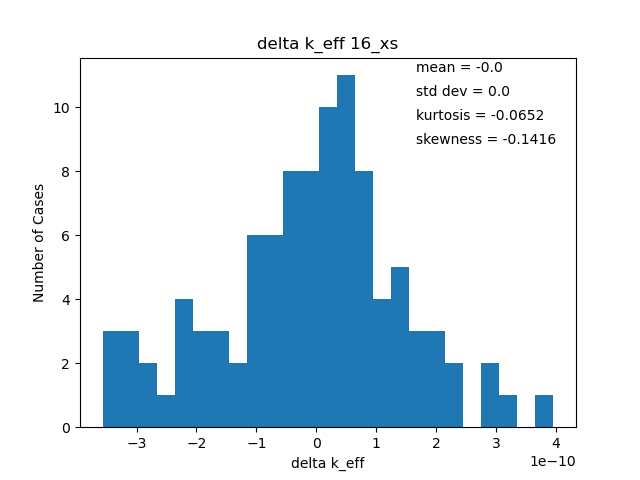 delta k_eff 16_xs
mean = -0.0
std dev = 0.0
kurtosis = -0.0652
skewness = -0.1416
Number of Cases
10
8
6
4
2
0
−3 −2 −1 0 1 2 3 4
1e−10
delta k_eff